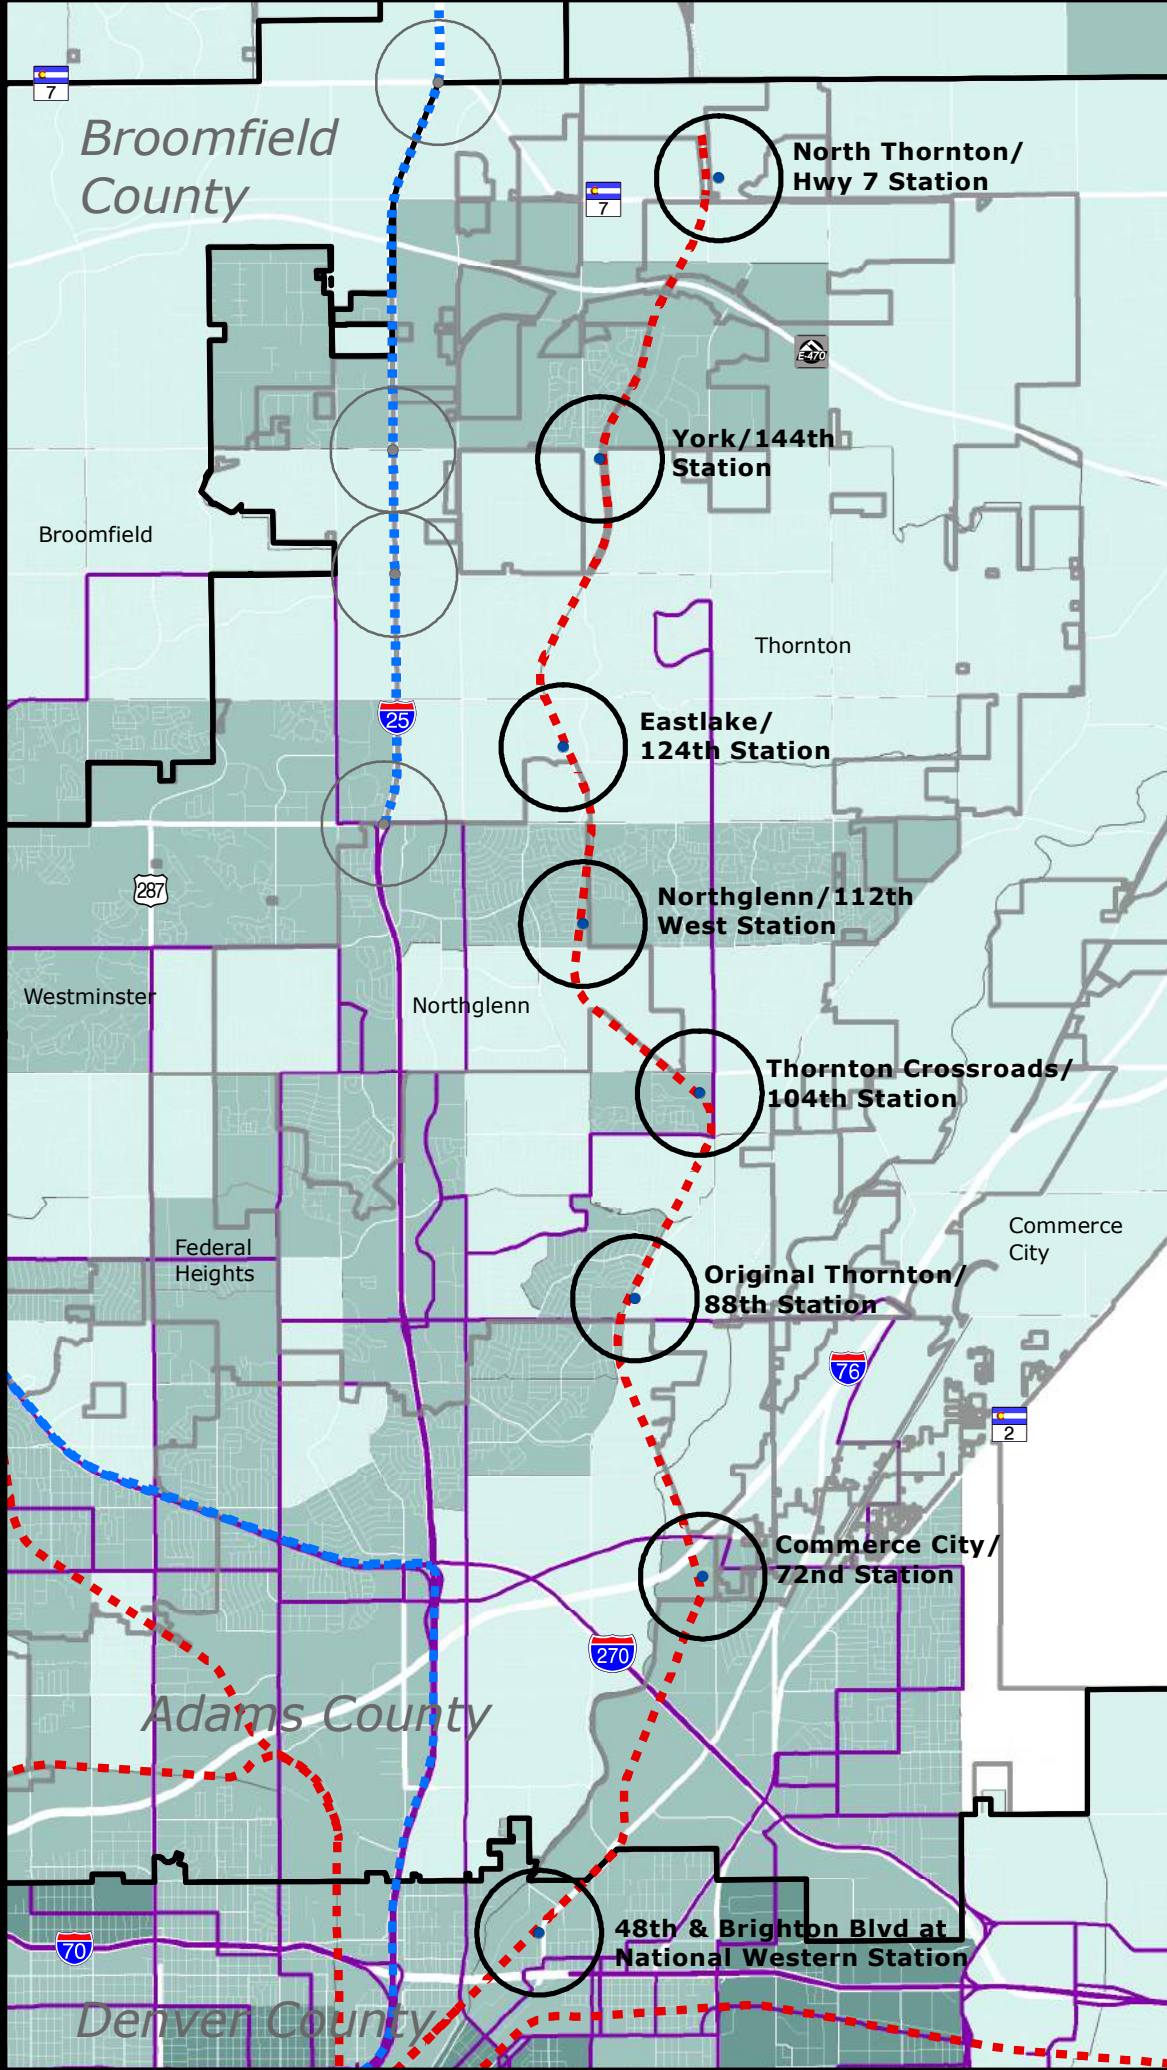 7
Broomfield
County
North Thornton/
Hwy 7 Station
7
E-470
York/144th
Station
Broomfield
Thornton
25
Eastlake/
124th Station
287
Northglenn/112th
West Station
Westminster
Northglenn
Thornton Crossroads/
104th Station
Commerce
City
Federal
Heights
Original Thornton/
88th Station
76
2
Commerce City/
72nd Station
270
Adams County
48th & Brighton Blvd at
National Western Station
70
Denver County